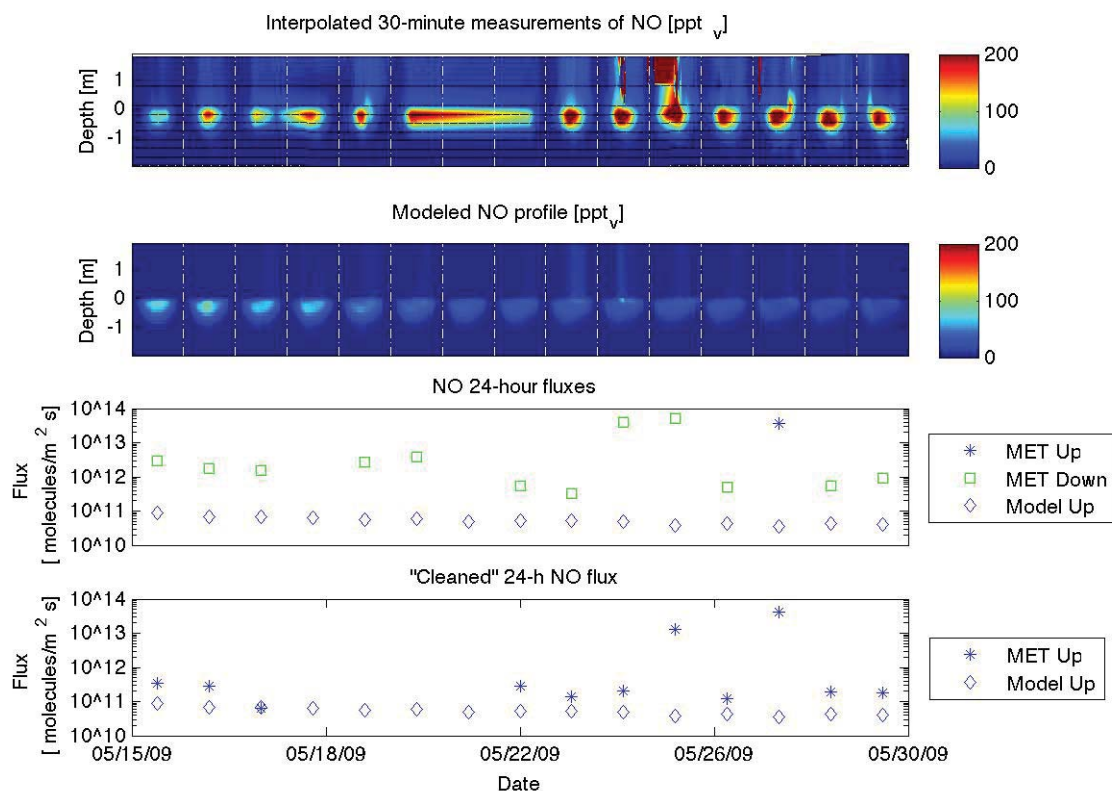 Interpolated 30-minute measurements of NO [ppt v]
Depth [m]
1
0
-1
200
100
0
Modeled NO profile [pptv]
Depth [m]
1
0
-1
200
100
0
NO 24-hour fluxes
Flux
[ molecules/m^2 s]
10^14
10^13
10^12
10^11
10^10
MET Up
MET Down
Model Up
"Cleaned" 24-h NO flux
Flux
[ molecules/m^2 s]
10^14
10^13
10^12
10^11
10^10
MET Up
Model Up
05/15/09 05/18/09 05/22/09 05/26/09 05/30/09
Date